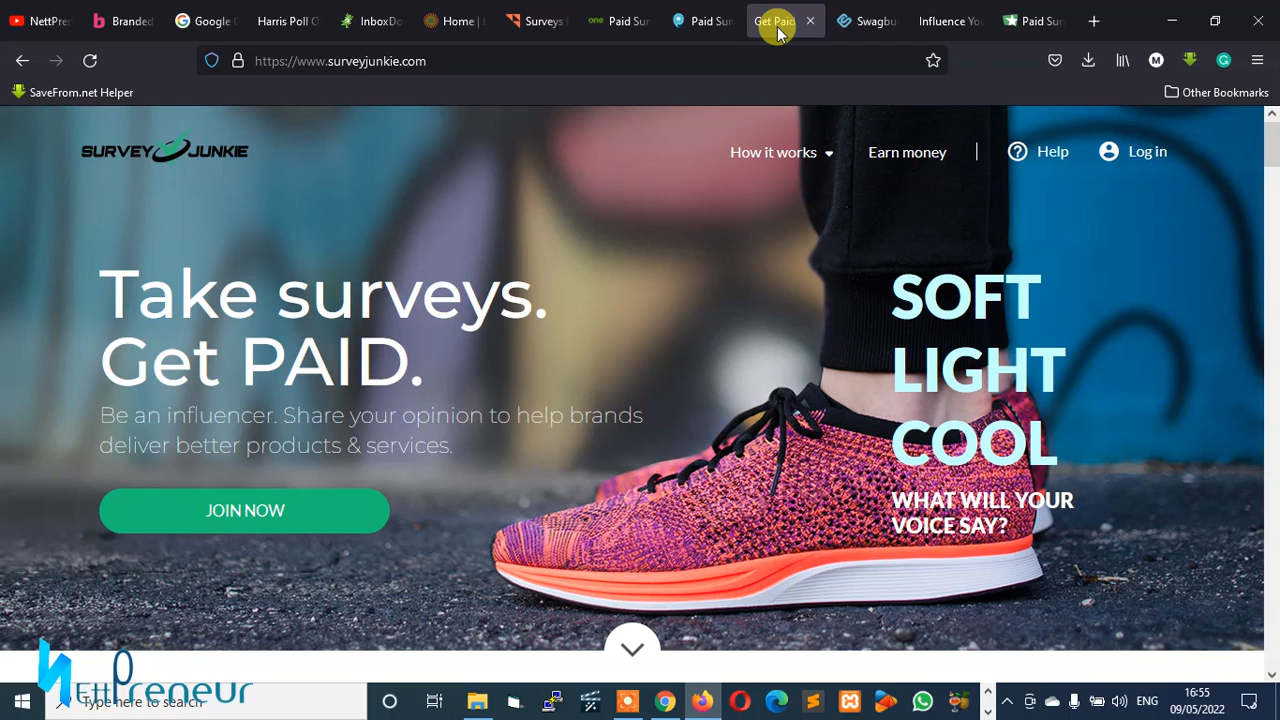 NettPre
Branded
Google
Harris Poll O
InboxDo
Home |
Surveys
one Paid Sur
Paid Sur
Get Paid
Swagbu
Influence Yo
Paid Sur
https://www.surveyjunkie.com
M
SaveFrom.net Helper
Other Bookmarks
SURVEY JUNKIE
How it works
Earn money
Help
Log in
Take surveys.
Get PAID.
Be an influencer. Share your opinion to help brands
deliver better products & services.
JOIN NOW
SOFT
LIGHT
COOL
WHAT WILL YOUR
VOICE SAY?
NettPreneur
Type here to search
ENG
16:55
09/05/2022